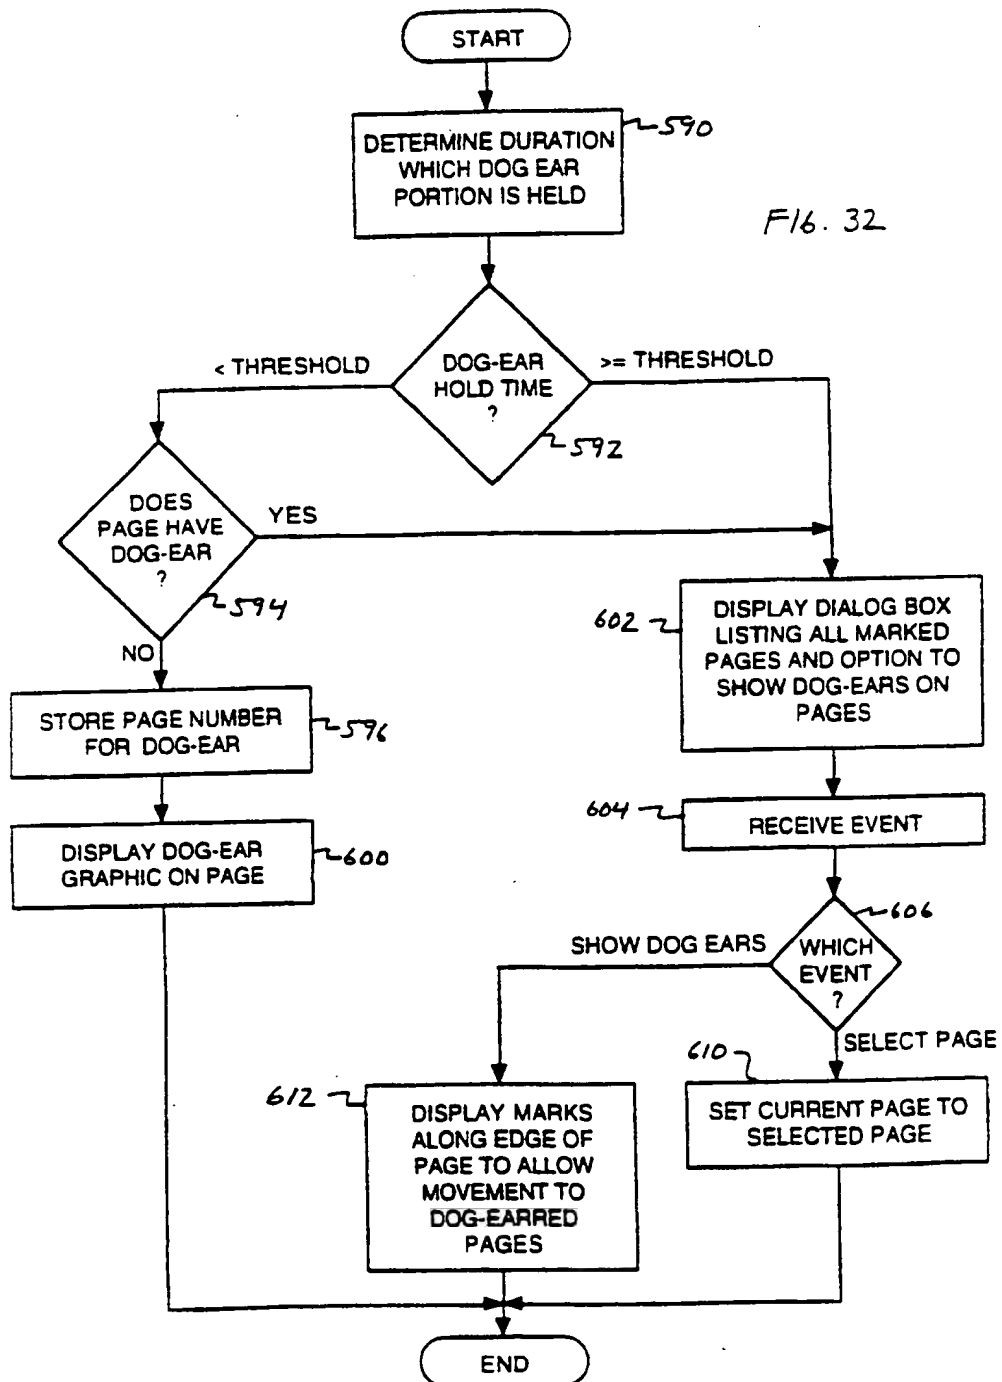 START
DETERMINE DURATION
WHICH DOG EAR
PORTION IS HELD
590
FIG. 32
< THRESHOLD
DOG-EAR
HOLD TIME
?
>= THRESHOLD
592
DOES
PAGE HAVE
DOG-EAR
?
YES
594
NO
602
DISPLAY DIALOG BOX
LISTING ALL MARKED
PAGES AND OPTION TO
SHOW DOG-EARS ON
PAGES
STORE PAGE NUMBER
FOR DOG-EAR
596
604
RECEIVE EVENT
DISPLAY DOG-EAR
GRAPHIC ON PAGE
600
606
SHOW DOG EARS
WHICH
EVENT
?
SELECT PAGE
610
SET CURRENT PAGE TO
SELECTED PAGE
612
DISPLAY MARKS
ALONG EDGE OF
PAGE TO ALLOW
MOVEMENT TO
DOG-EARRED
PAGES
END